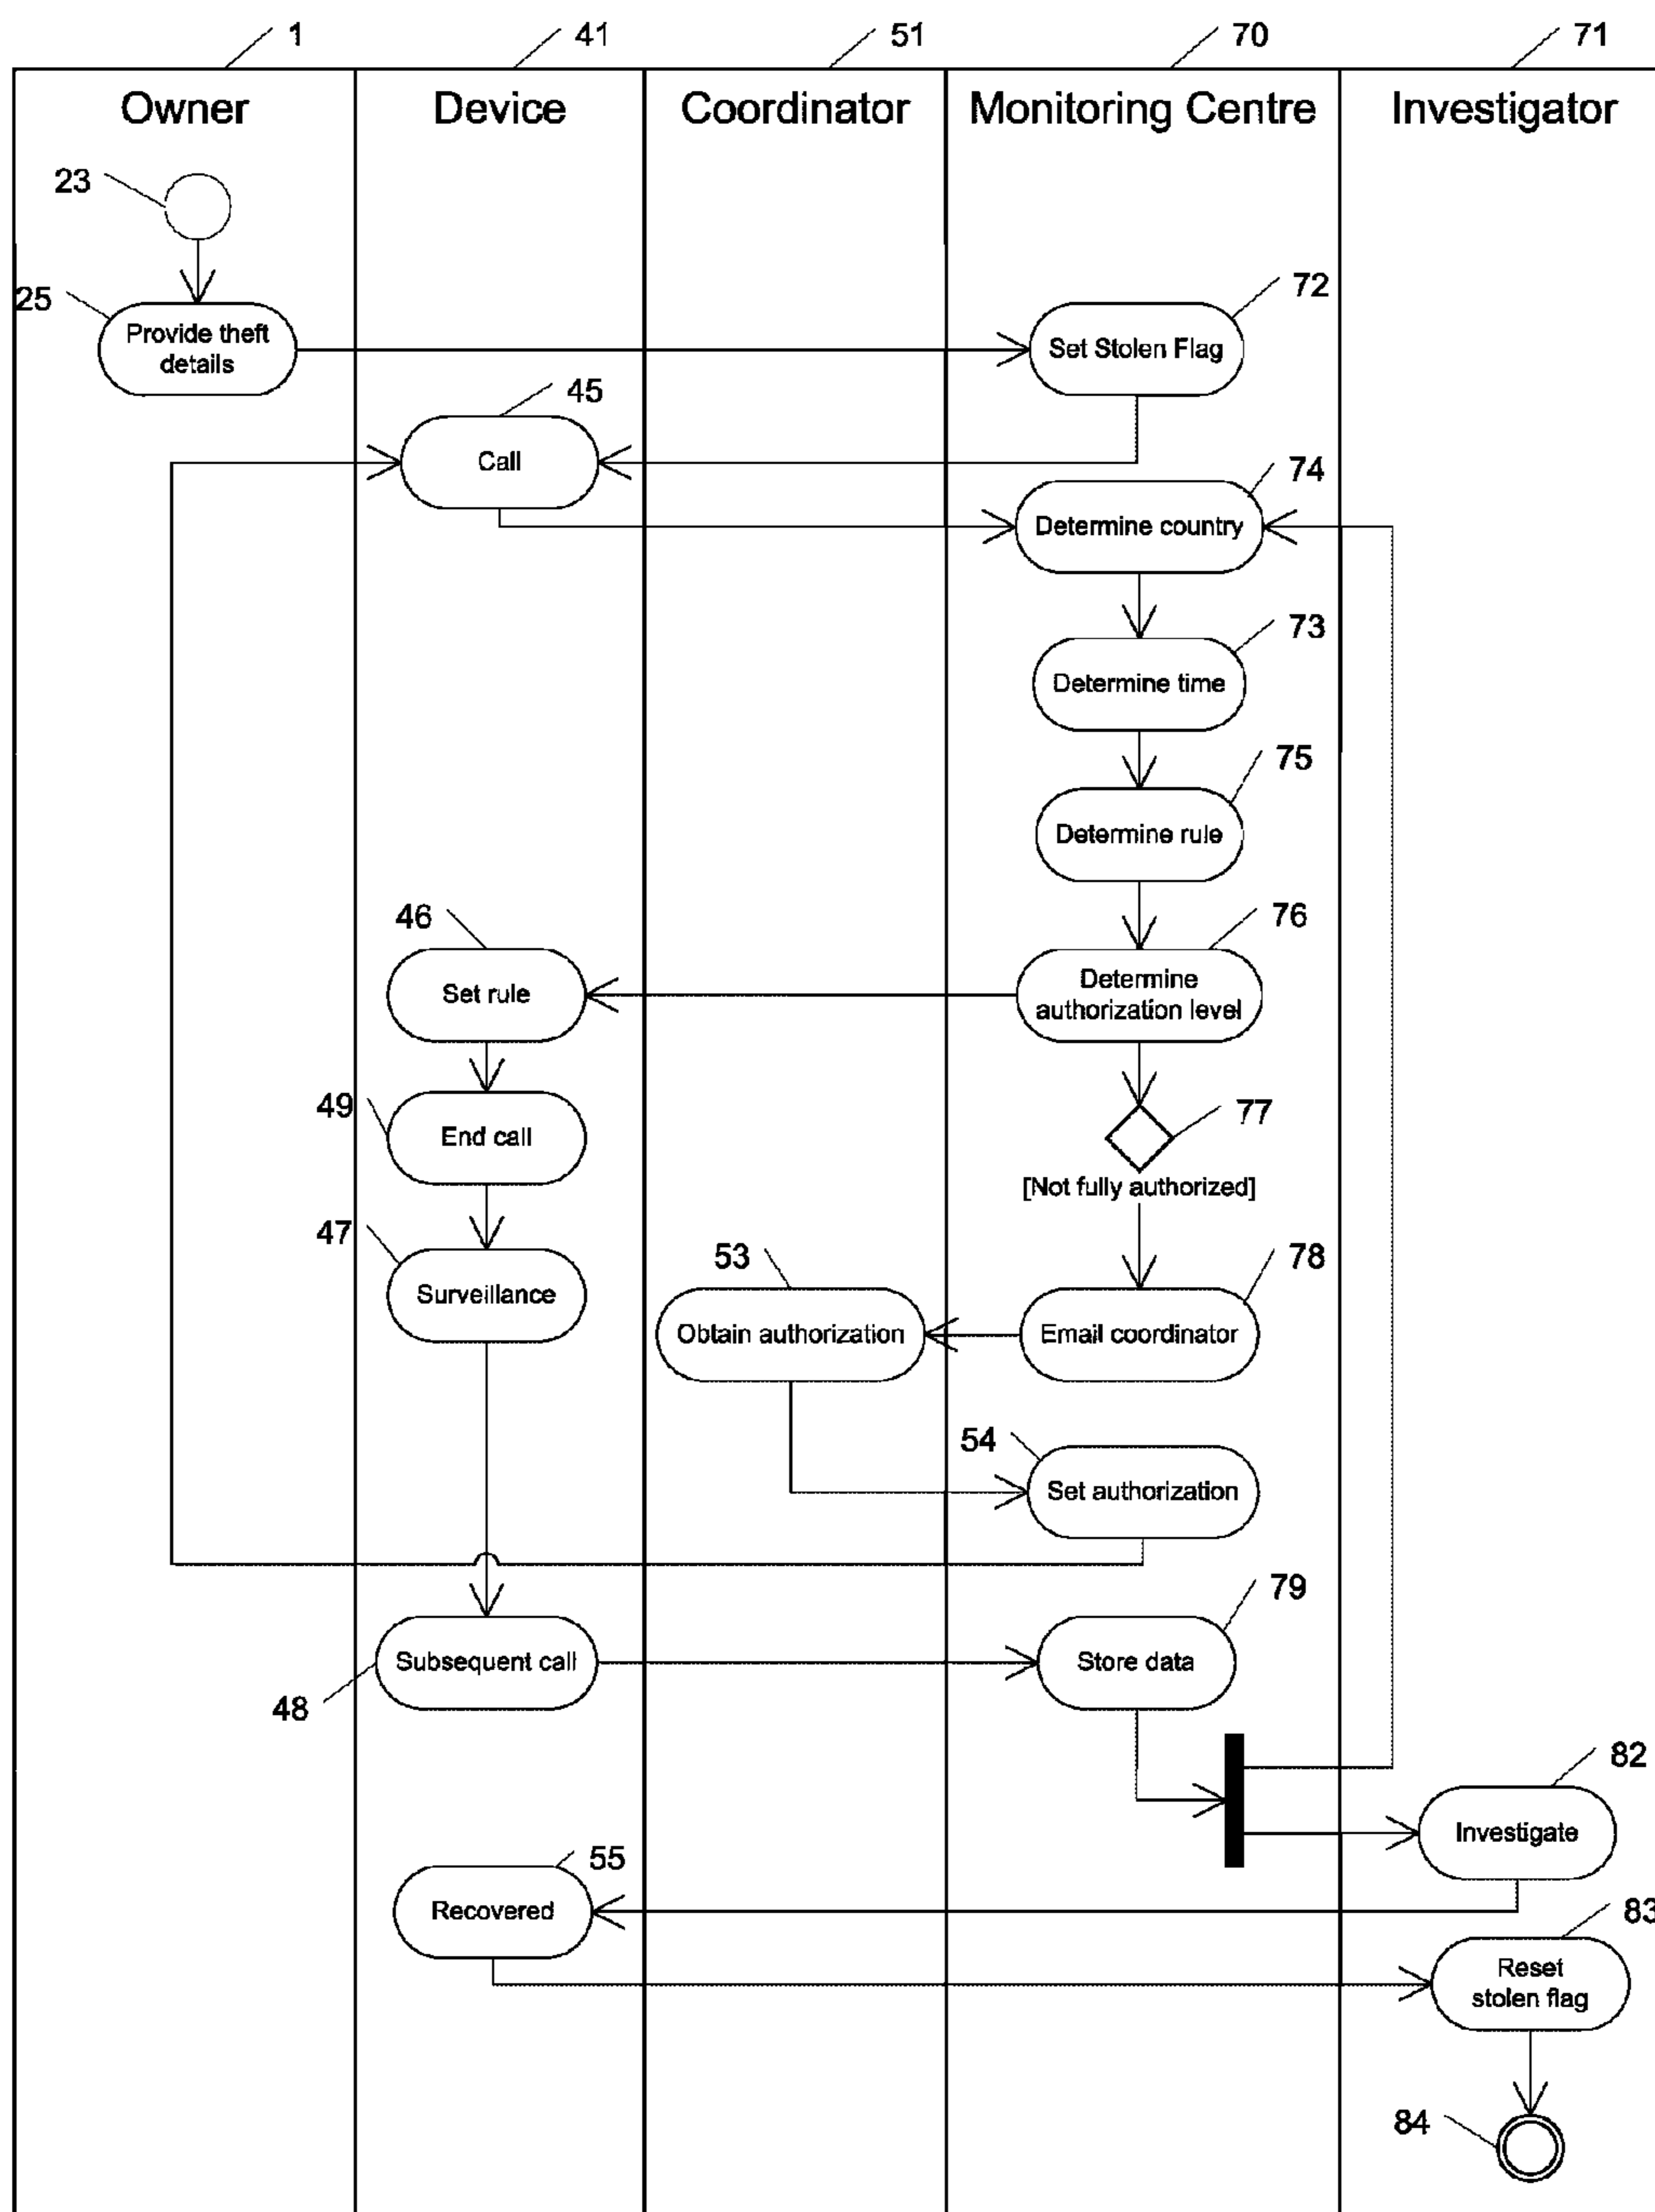 1
41
51
70
71
Owner
Device
Coordinator
Monitoring Centre
Investigator
23
25
Provide theft
details
72
Set Stolen Flag
45
Call
74
Determine country
73
Determine time
75
Determine rule
46
Set rule
76
Determine
authorization level
49
End call
77
[Not fully authorized]
47
Surveillance
53
Obtain authorization
78
Email coordinator
54
Set authorization
79
Subsequent call
48
Store data
82
Investigate
55
Recovered
83
Reset
stolen flag
84